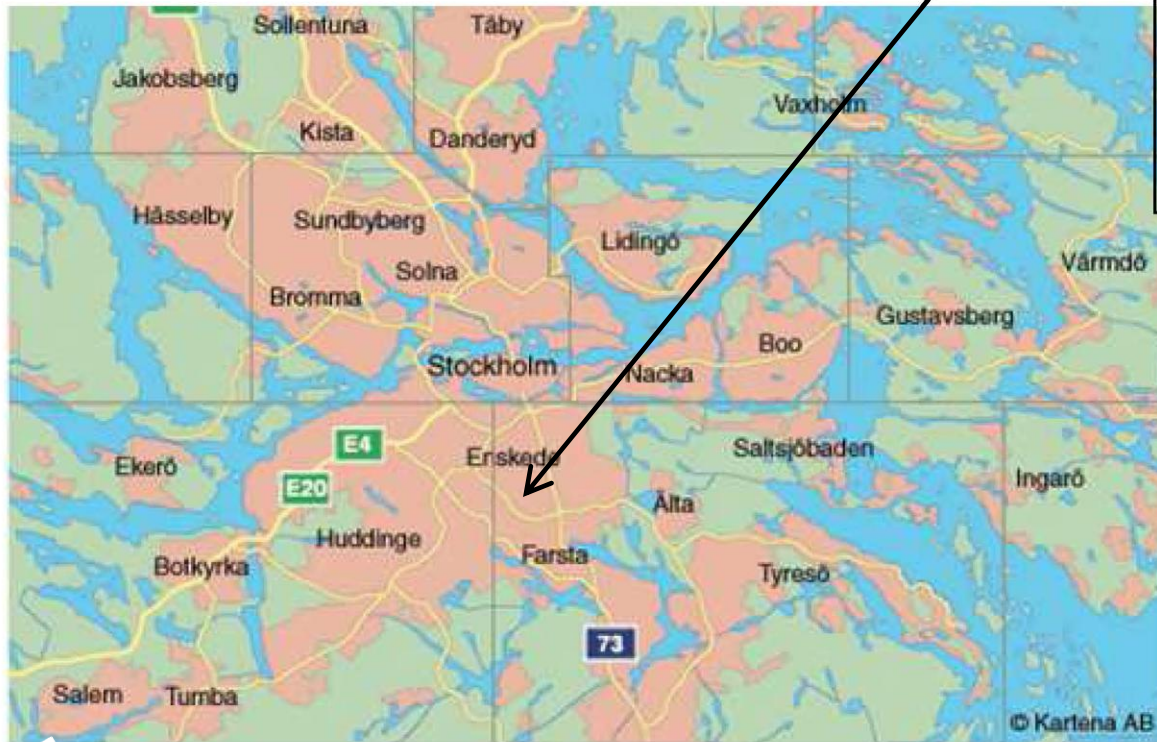 Sollentuna
Täby
Jakobsberg
Vaxholm
Kista
Danderyd
Hässelby
Sundbyberg
Lidingö
Solna
Värmdö
Bromma
Gustavsberg
Boo
Stockholm
Nacka
E4
Enskede
Saltsjöbaden
Ekerö
E20
Ingarö
Älta
Huddinge
Farsta
Botkyrka
Tyresö
73
Salem
Tumba
© Kartena AB